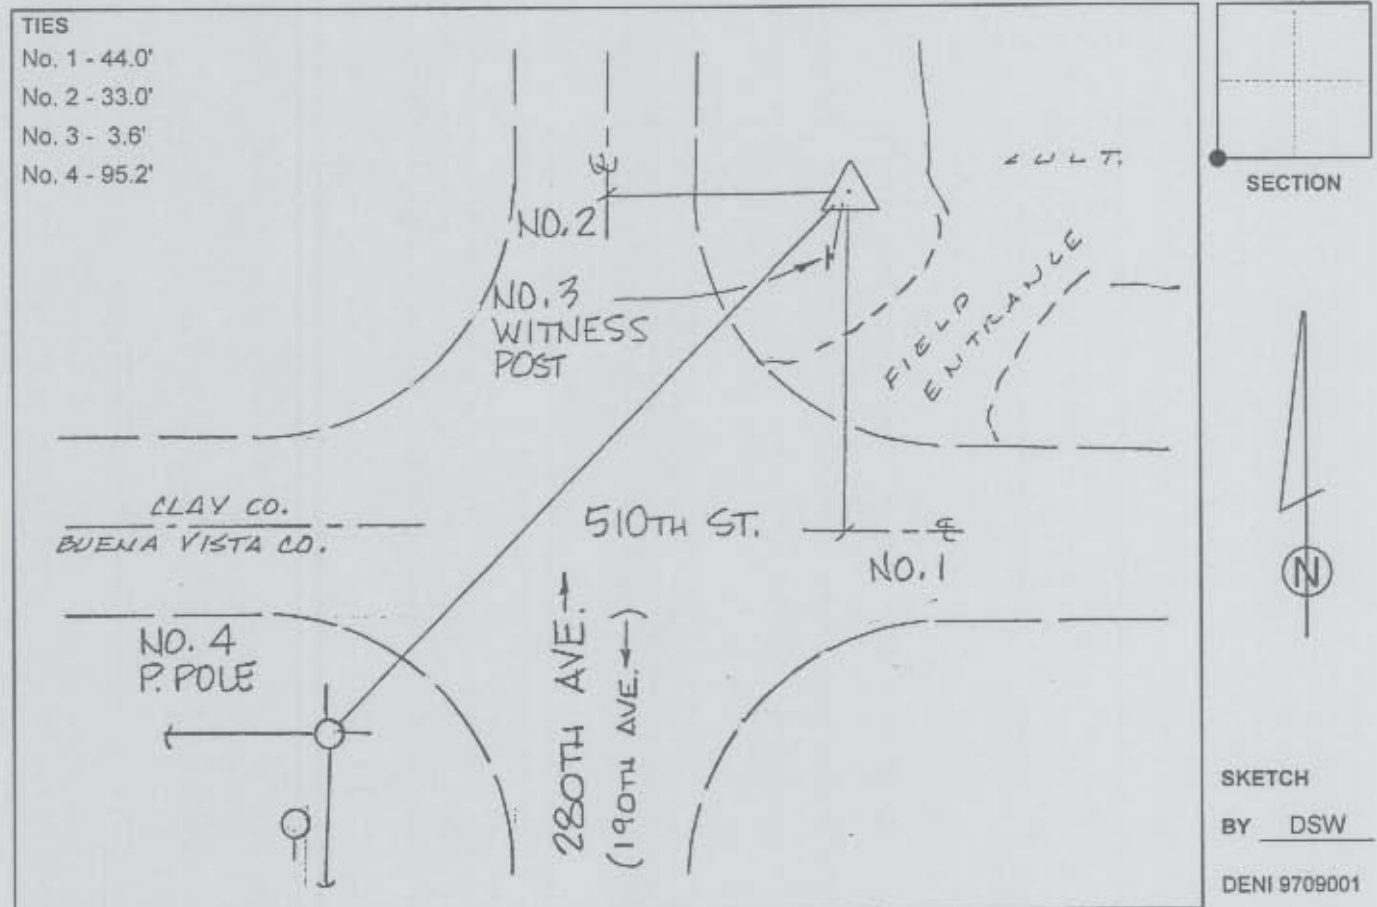 TIES
No. 1 - 44.0'
No. 2 - 33.0'
No. 3 - 3.6'
No. 4 - 95.2'
SECTION
CULT.
NO. 2
NO. 3
WITNESS
POST
FIELD
ENTRANCE
CLAY CO.
BUENA VISTA CO.
510TH ST.
NO. 1
NO. 4
P. POLE
280TH AVE.→
(190TH AVE.←)
N
SKETCH
BY DSW
DENI 9709001